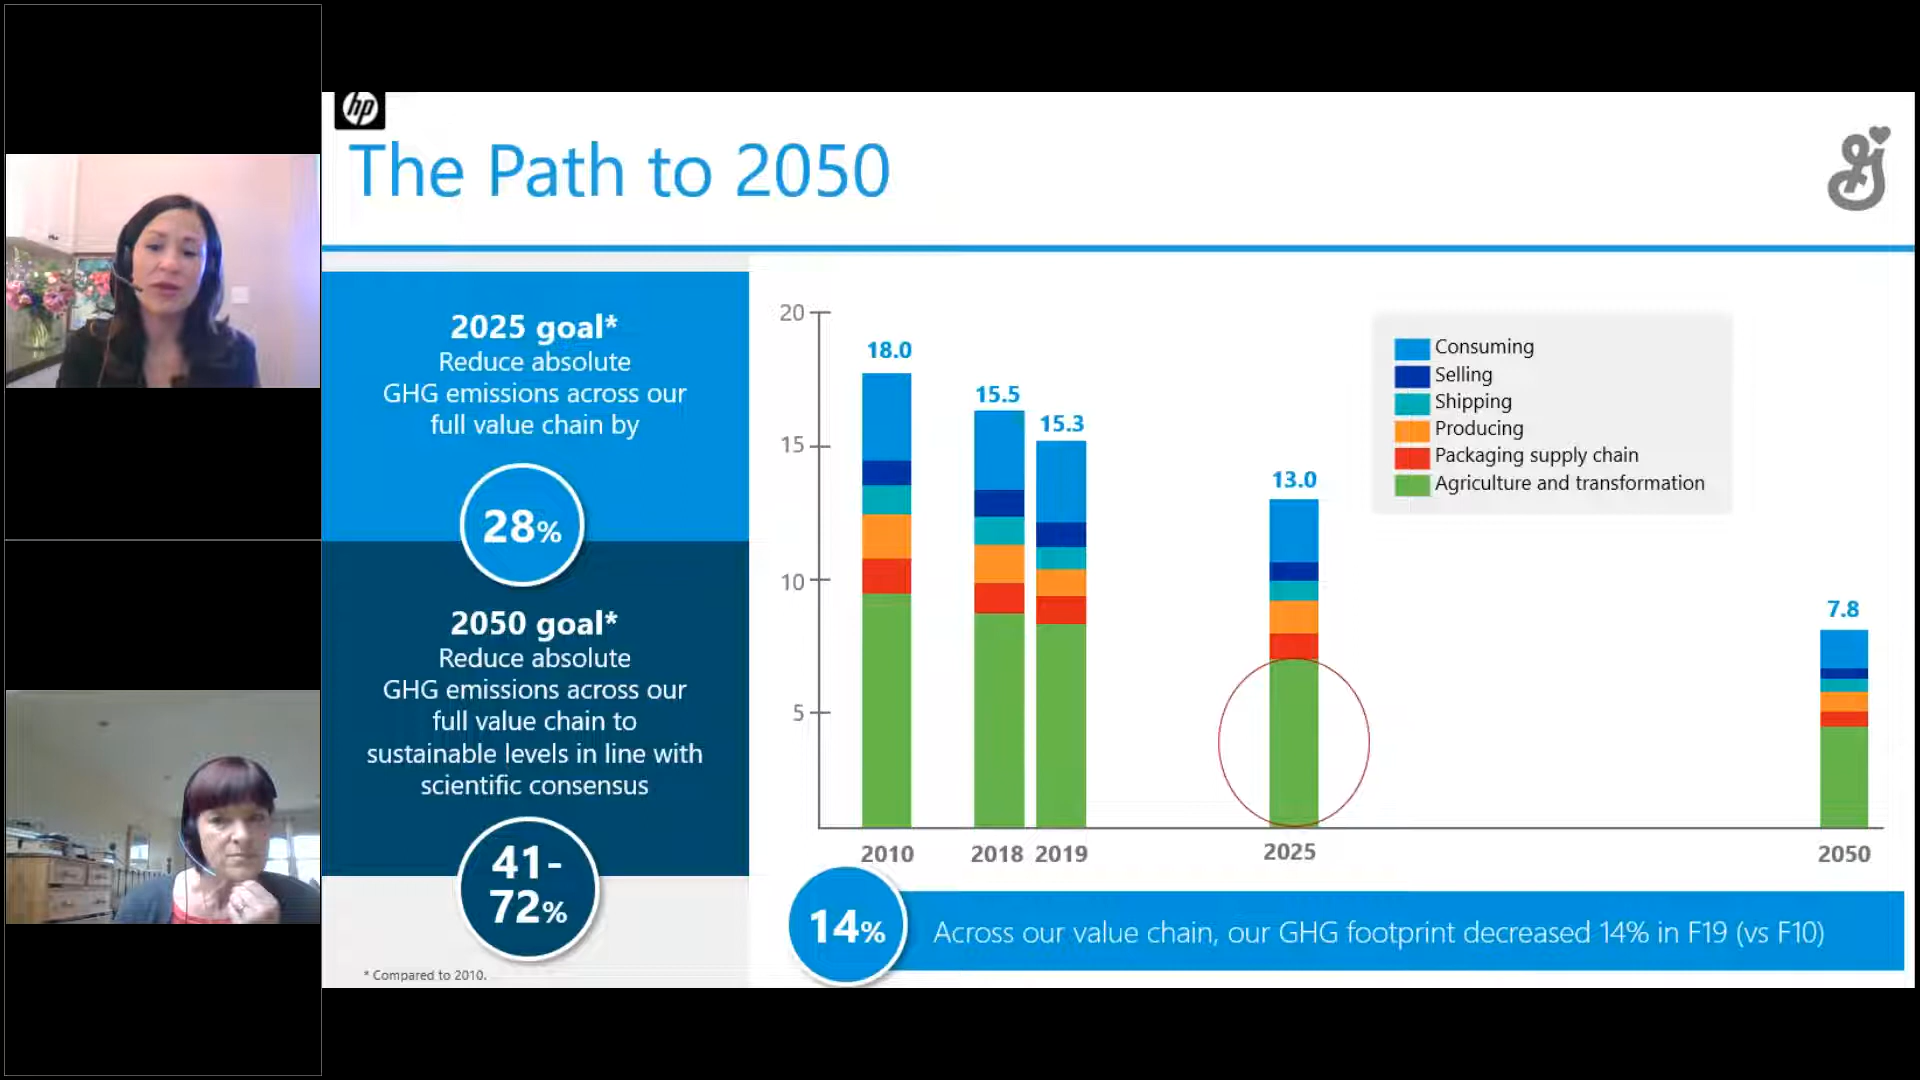 hp
The Path to 2050
2025 goal*
Reduce absolute
GHG emissions across our
full value chain by
28%
2050 goal*
Reduce absolute
GHG emissions across our
full value chain to
sustainable levels in line with
scientific consensus
41-
72%
* Compared to 2010.
20
15
10
5
18.0
15.5
15.3
13.0
7.8
2010
2018
2019
2025
2050
Consuming
Selling
Shipping
Producing
Packaging supply chain
Agriculture and transformation
14%
Across our value chain, our GHG footprint decreased 14% in F19 (vs F10)